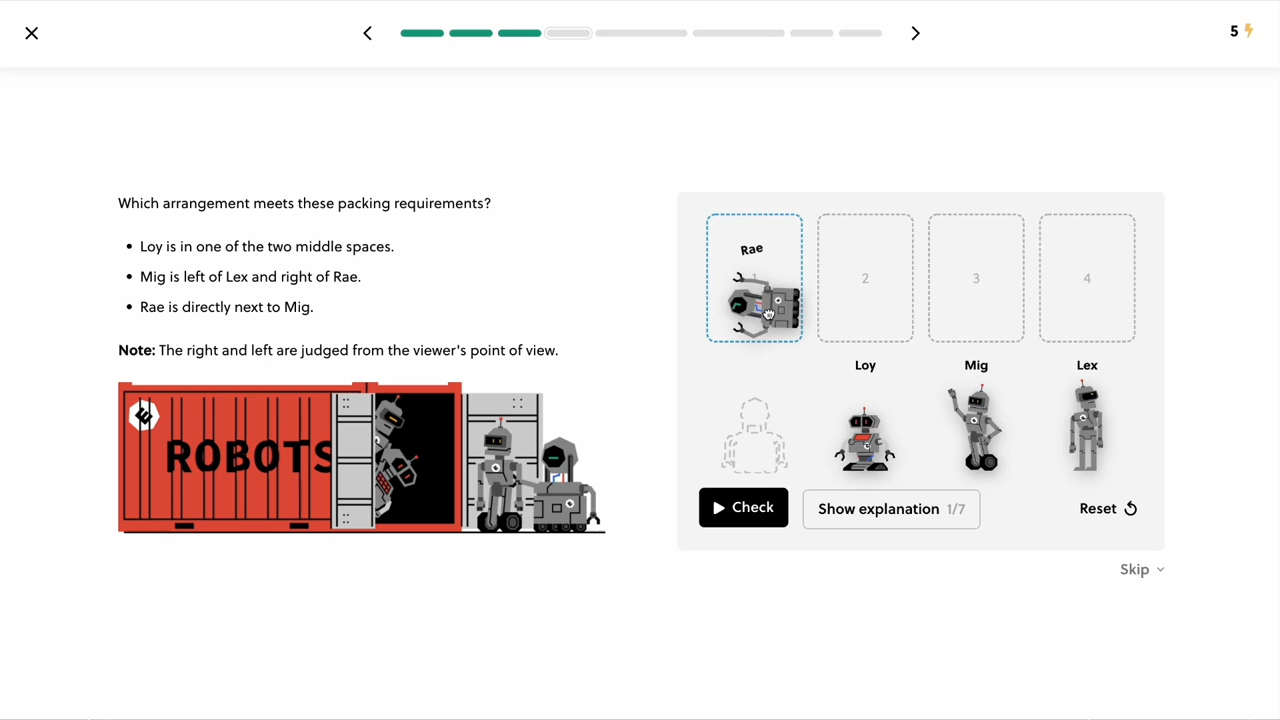 5
Which arrangement meets these packing requirements?
• Loy is in one of the two middle spaces.
• Mig is left of Lex and right of Rae.
• Rae is directly next to Mig.
Note: The right and left are judged from the viewer's point of view.
E
ROBOTS
Rae
1
2
3
4
Loy
Mig
Lex
Check
Show explanation 1/7
Reset
Skip